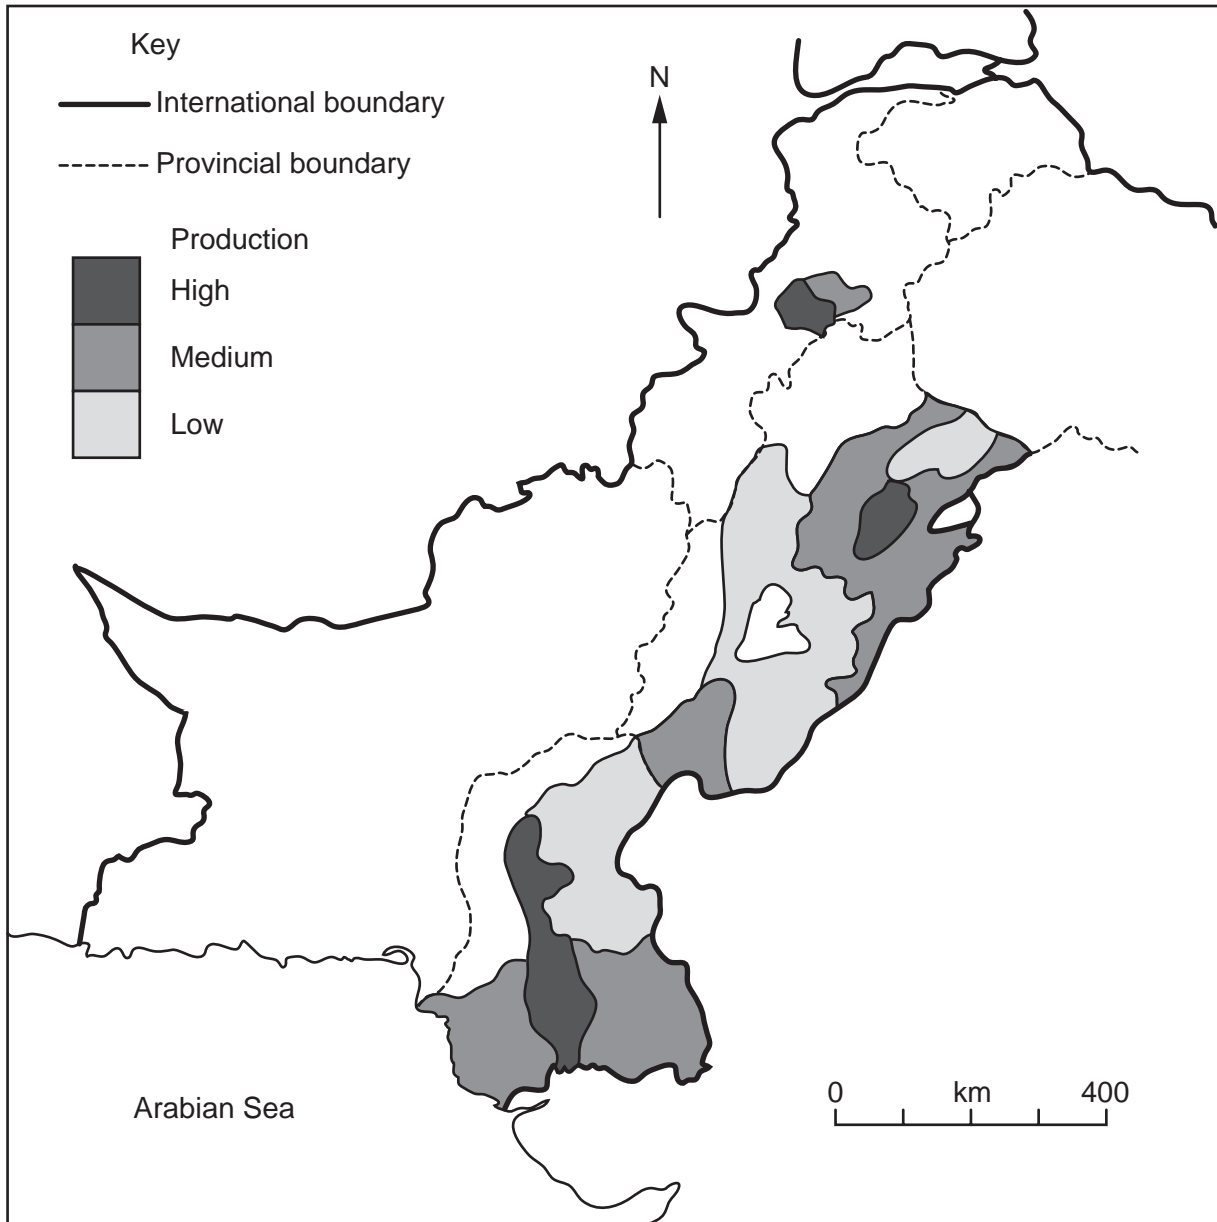 Key
International boundary
Provincial boundary
Production
High
Medium
Low
N
0 km 400
Arabian Sea